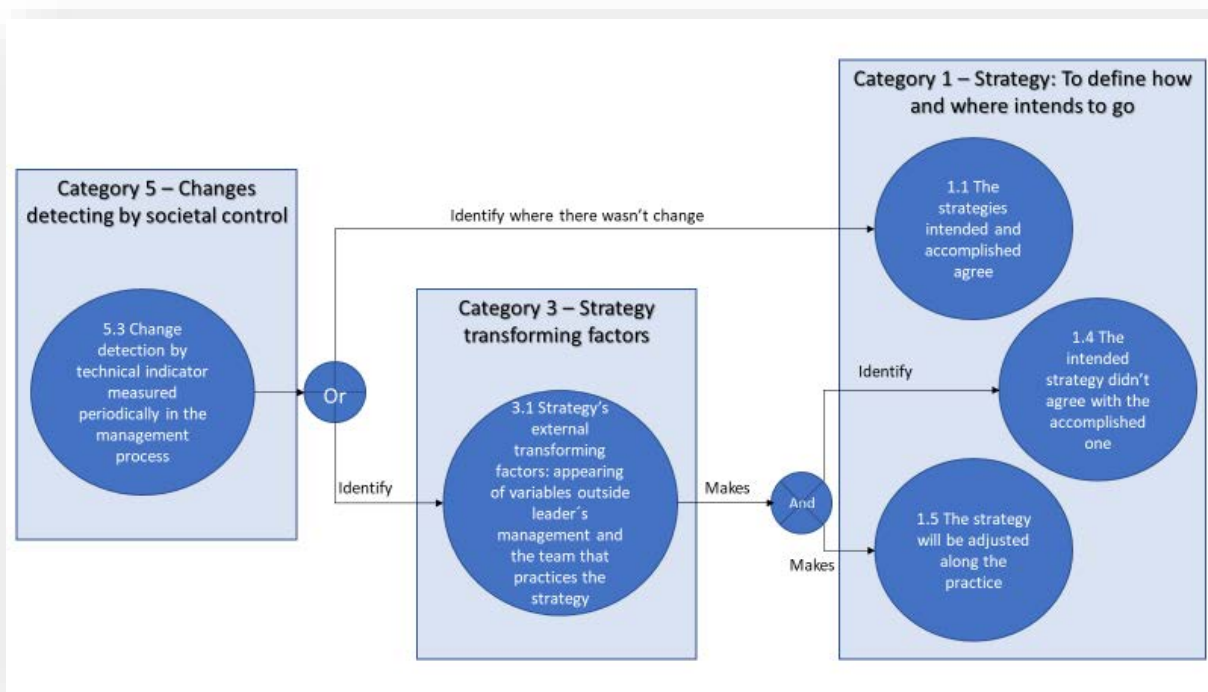 Category 5 – Changes
detecting by societal control
5.3 Change
detection by
technical indicator
measured
periodically in the
management
process
Or
Identify where there wasn't change
Identify
Category 3 – Strategy
transforming factors
3.1 Strategy's
external
transforming
factors: appearing
of variables outside
leader´s
management and
the team that
practices the
strategy
Makes
And
Identify
Makes
Category 1 – Strategy: To define how
and where intends to go
1.1 The
strategies
intended and
accomplished
agree
1.4 The
intended
strategy didn't
agree with the
accomplished
one
1.5 The strategy
will be adjusted
along the
practice